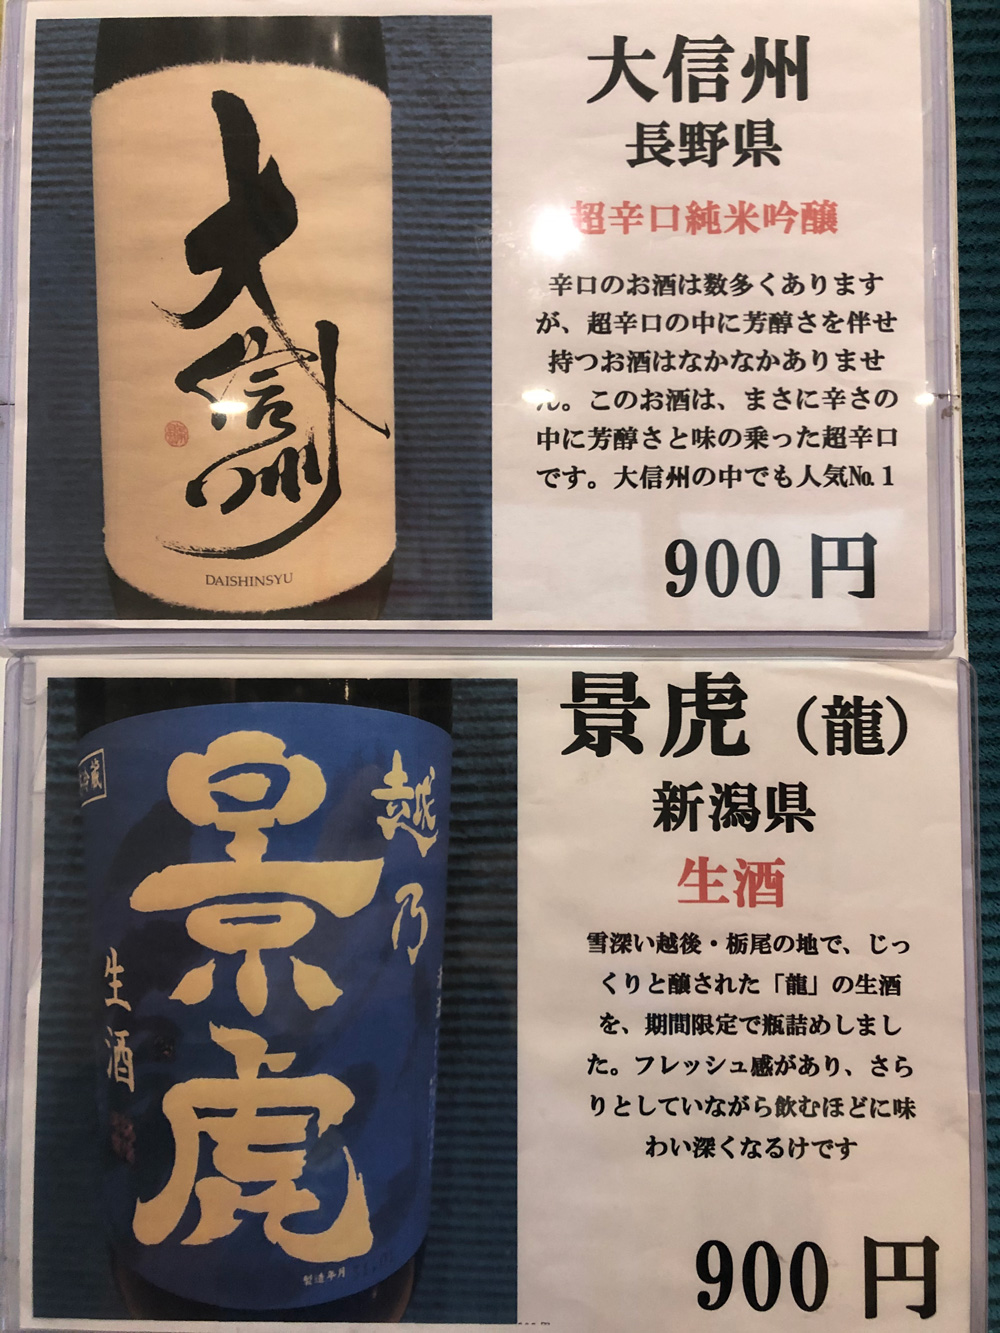 大信州
DAISHINSYU
大信州
長野県
超辛口純米吟醸
辛口のお酒は数多くあります
が、超辛口の中に芳醇さを伴せ
持つお酒はなかなかありませ
ん。このお酒は、まさに辛さの
中に芳醇さと味の乗った超辛口
です。大信州の中でも人気№１
900 円
越乃
景虎
生酒
製造年月
景虎（龍）
新潟県
生酒
雪深い越後・栃尾の地で、じっ
くりと醸された「龍」の生酒
を、期間限定で瓶詰めしまし
た。フレッシュ感があり、さら
りとしていながら飲むほどに味
わい深くなるけです
900 円